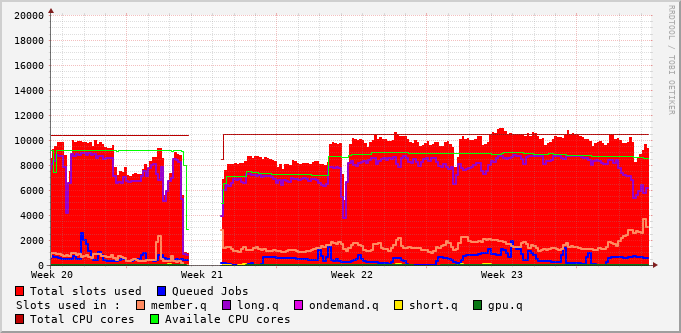 20000
18000
16000
14000
12000
10000
8000
6000
4000
2000
0
Week 20 Week 21 Week 22 Week 23
RRDTOOL / TOBI OETIKER
Total slots used Queued Jobs
Slots used in : member.q long.q ondemand.q short.q gpu.q
Total CPU cores Availale CPU cores